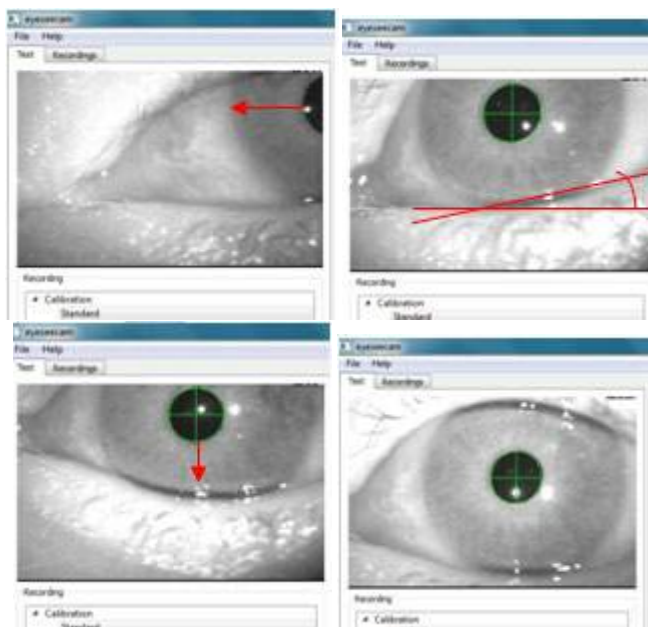 eyeseecam
File Help
Test Recordings
Recording
Calibration
Standard
eyeseecam
File Help
Test Recordings
Recording
Calibration
Standard
eyeseecam
File Help
Test Recordings
Recording
Calibration
eyeseecam
File Help
Test Recordings
Recording
Calibration